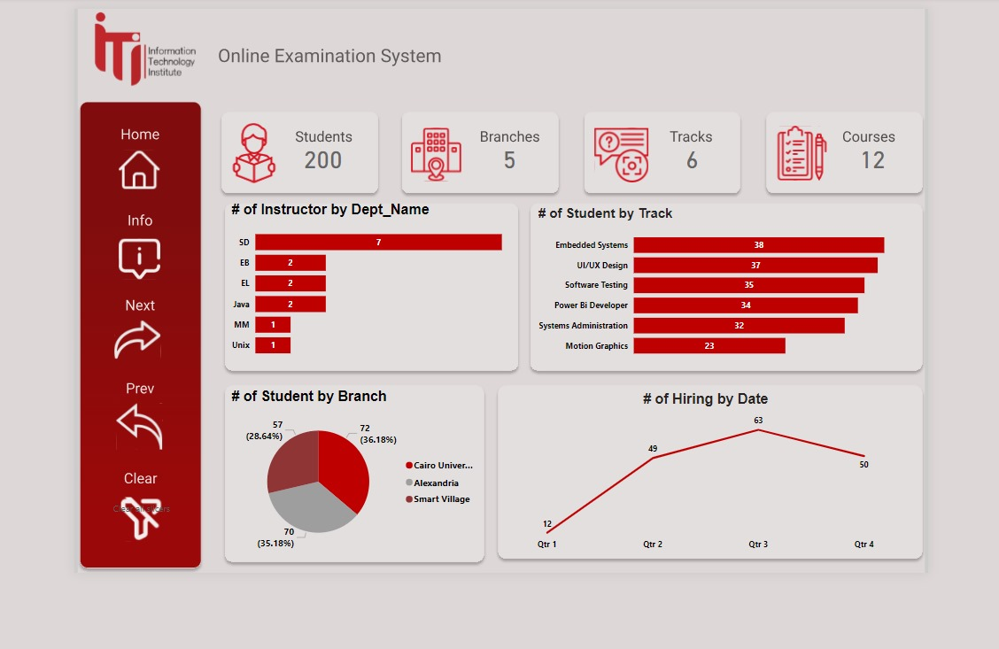 Information
Technology
Institute
Online Examination System
Home
Info
Next
Prev
Clear
Clear all slicers
Students
200
Branches
5
Tracks
6
Courses
12
# of Instructor by Dept_Name
SD 7
EB 2
EL 2
Java 2
MM 1
Unix 1
# of Student by Track
Embedded Systems 38
UI/UX Design 37
Software Testing 35
Power Bi Developer 34
Systems Administration 32
Motion Graphics 23
# of Student by Branch
57
(28.64%)
72
(36.18%)
70
(35.18%)
Cairo Univer...
Alexandria
Smart Village
# of Hiring by Date
12
49
63
50
Qtr 1 Qtr 2 Qtr 3 Qtr 4